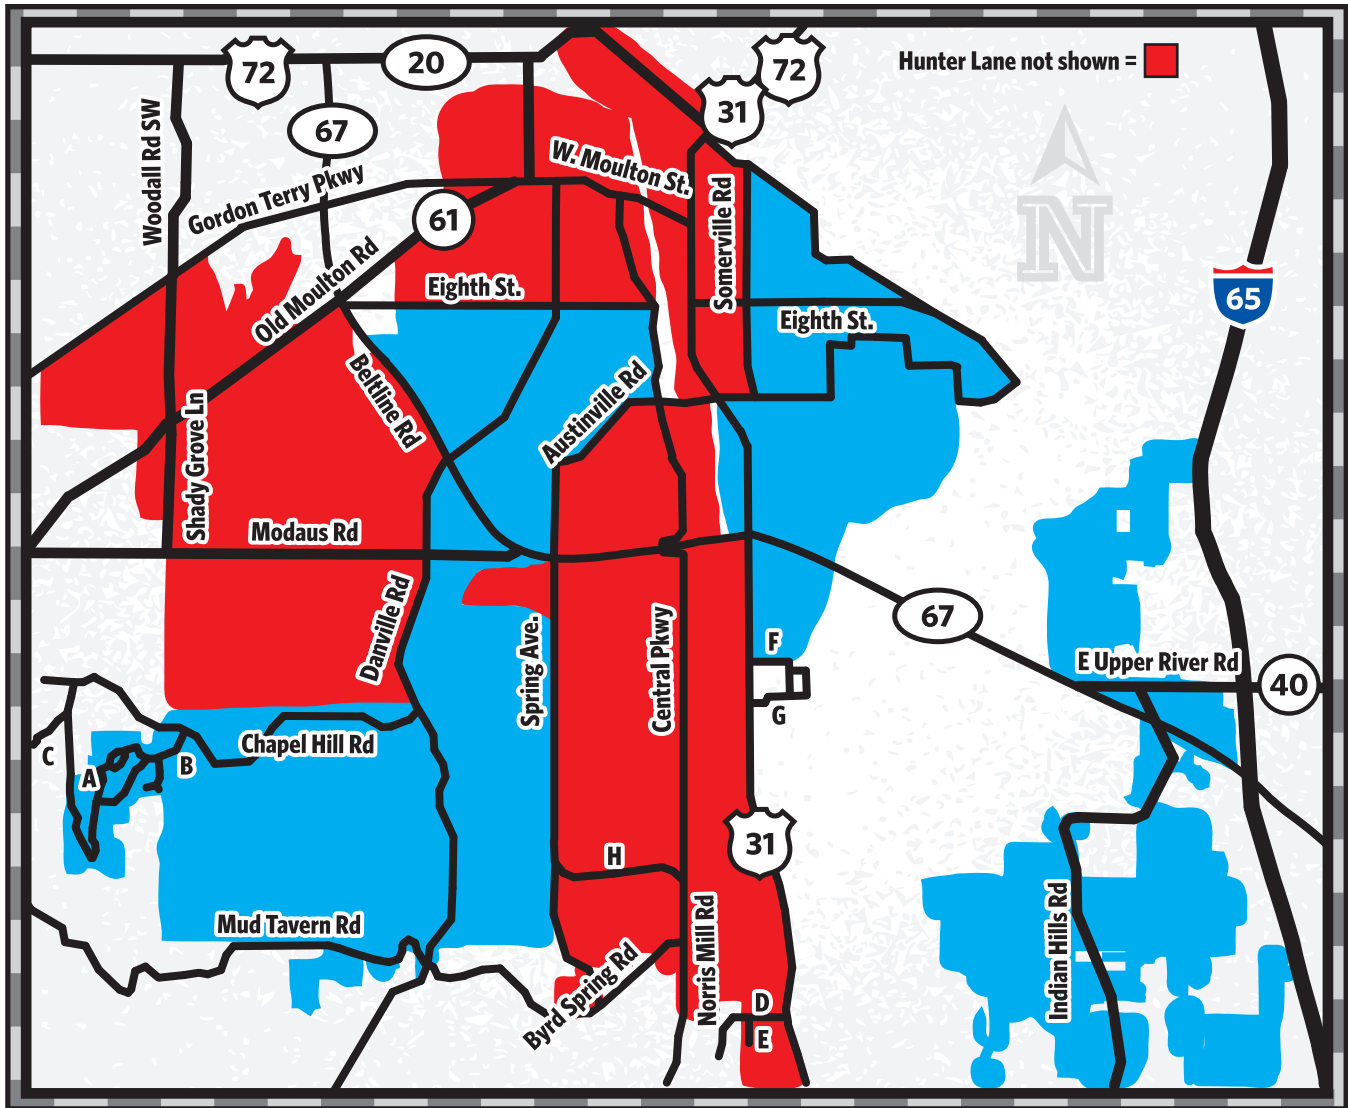 Hunter Lane not shown =
72
20
72
31
67
Woodall Rd SW
W. Moulton St.
Gordon Terry Pkwy
61
Somerville Rd
N
Old Moulton Rd
Eighth St.
65
Eighth St.
Beltline Rd
Austinville Rd
Shady Grove Ln
Modaus Rd
Danville Rd
Spring Ave.
Central Pkwy
67
F
E Upper River Rd
40
G
C
A
B
Chapel Hill Rd
31
H
Mud Tavern Rd
Norris Mill Rd
Indian Hills Rd
Byrd Spring Rd
D
E